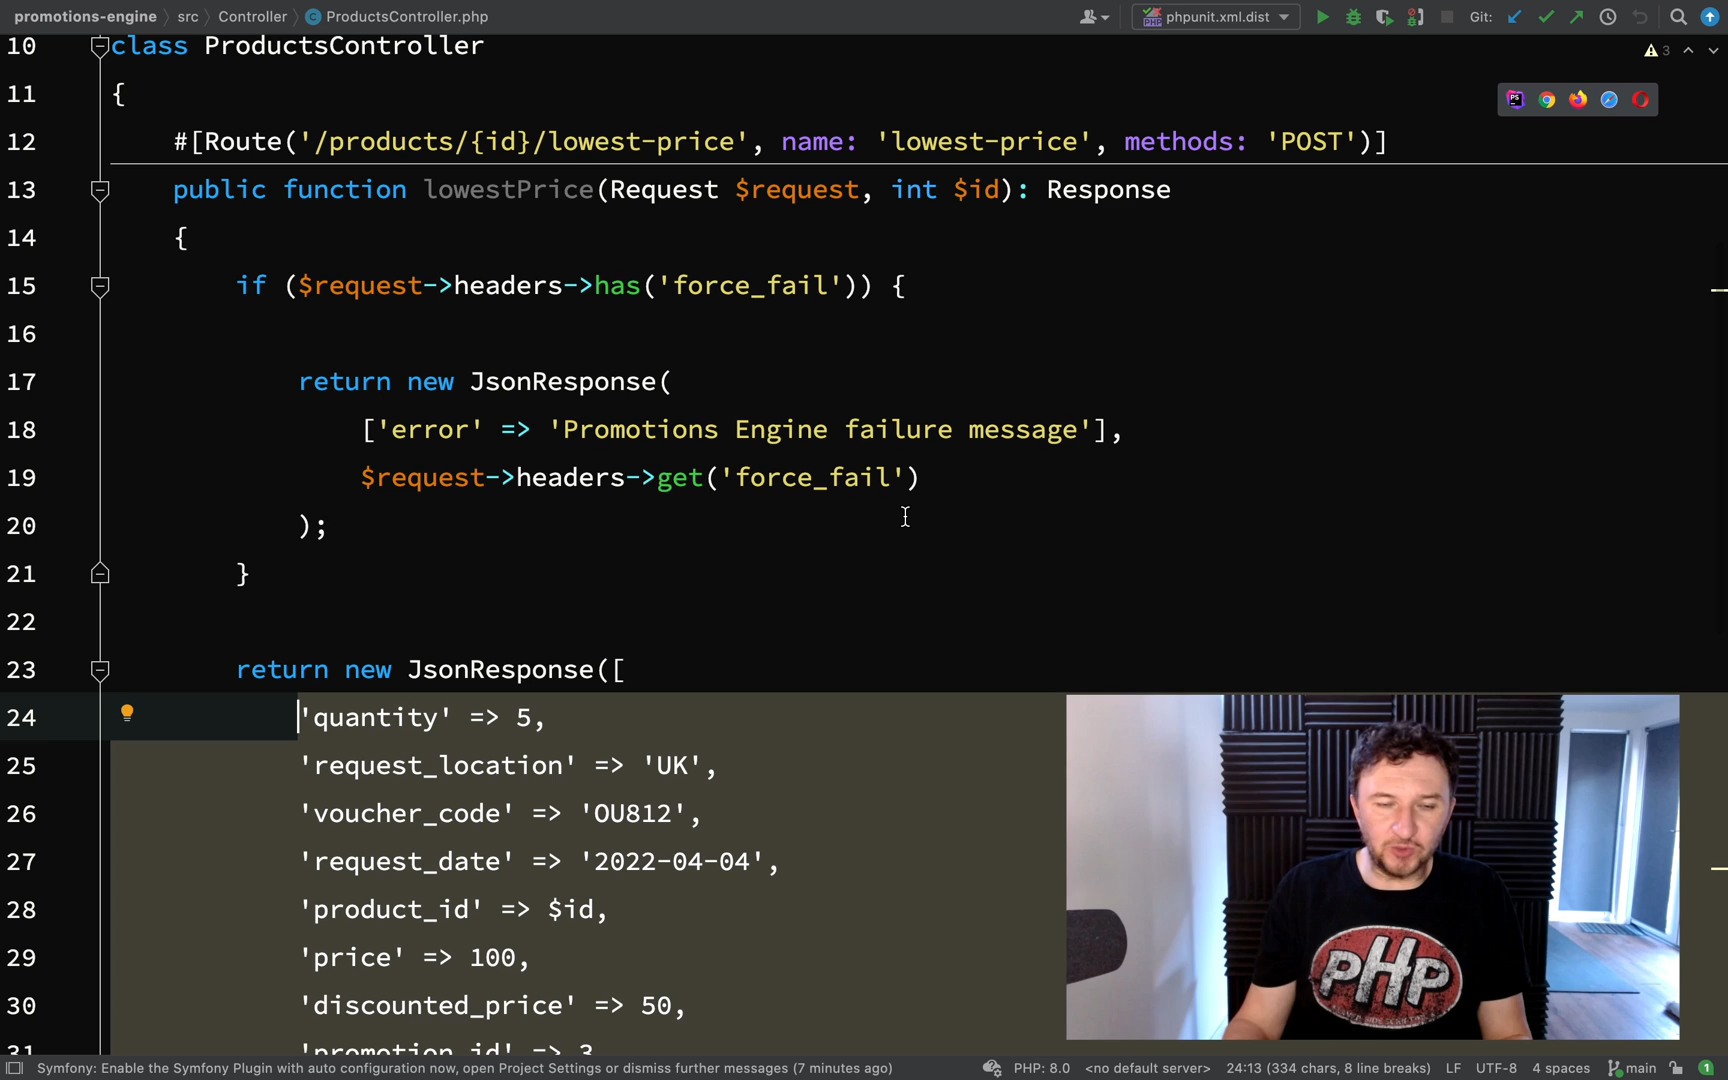 promotions-engine src Controller ProductsController.php phpunit.xml.dist Git:
10 class ProductsController 3
11 {
12 #[Route('/products/{id}/lowest-price', name: 'lowest-price', methods: 'POST')]
13 public function lowestPrice(Request $request, int $id): Response
14 {
15 if ($request->headers->has('force_fail')) {
16
17 return new JsonResponse(
18 ['error' => 'Promotions Engine failure message'],
19 $request->headers->get('force_fail')
20 );
21 }
22
23 return new JsonResponse([
24 'quantity' => 5,
25 'request_location' => 'UK',
26 'voucher_code' => 'OU812',
27 'request_date' => '2022-04-04',
28 'product_id' => $id,
29 'price' => 100,
30 'discounted_price' => 50,
31 'promotion_id' => 3
PHP
Symfony: Enable the Symfony Plugin with auto configuration now, open Project Settings or dismiss further messages (7 minutes ago) PHP: 8.0 <no default server> 24:13 (334 chars, 8 line breaks) LF UTF-8 4 spaces main 1